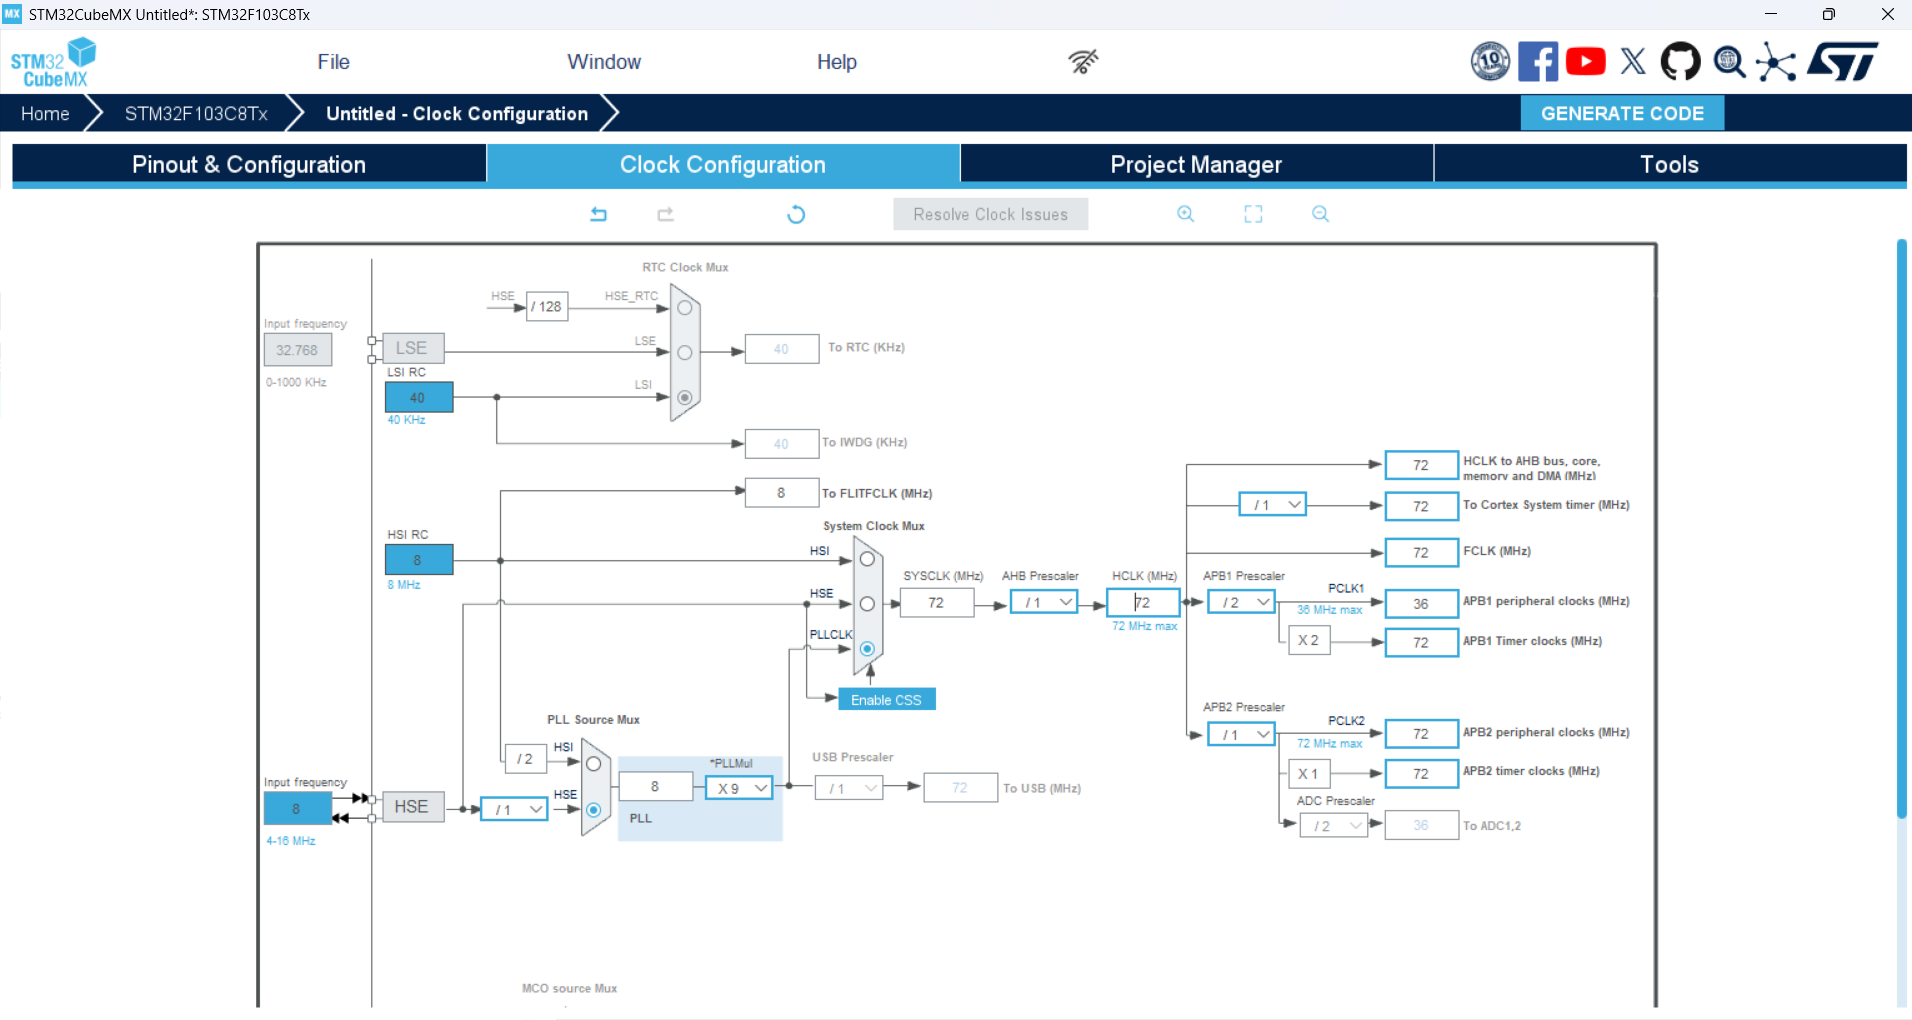 MX STM32CubeMX Untitled*: STM32F103C8Tx
STM32
CubeMX
File
Window
Help
10
ST
Home
STM32F103C8Tx
Untitled - Clock Configuration
GENERATE CODE
Pinout & Configuration
Clock Configuration
Project Manager
Tools
Resolve Clock Issues
RTC Clock Mux
HSE
/ 128
HSE_RTC
Input frequency
32.768
0-1000 KHz
LSE
LSE
40
To RTC (KHz)
LSI RC
40
40 KHz
LSI
40
To IWDG (KHz)
8
To FLITFCLK (MHz)
System Clock Mux
HSI RC
8
8 MHz
HSI
HSE
PLLCLK
SYSCLK (MHz)
72
AHB Prescaler
/ 1
HCLK (MHz)
72
72 MHz max
Enable CSS
72
HCLK to AHB bus, core,
memory and DMA (MHz)
/ 1
72
To Cortex System timer (MHz)
72
FCLK (MHz)
APB1 Prescaler
/ 2
PCLK1
36 MHz max
36
APB1 peripheral clocks (MHz)
X 2
72
APB1 Timer clocks (MHz)
APB2 Prescaler
/ 1
PCLK2
72 MHz max
72
APB2 peripheral clocks (MHz)
X 1
72
APB2 timer clocks (MHz)
ADC Prescaler
/ 2
36
To ADC1,2
PLL Source Mux
/ 2
HSI
HSE
Input frequency
8
4-16 MHz
HSE
/ 1
8
*PLLMul
X 9
PLL
USB Prescaler
/ 1
72
To USB (MHz)
MCO source Mux